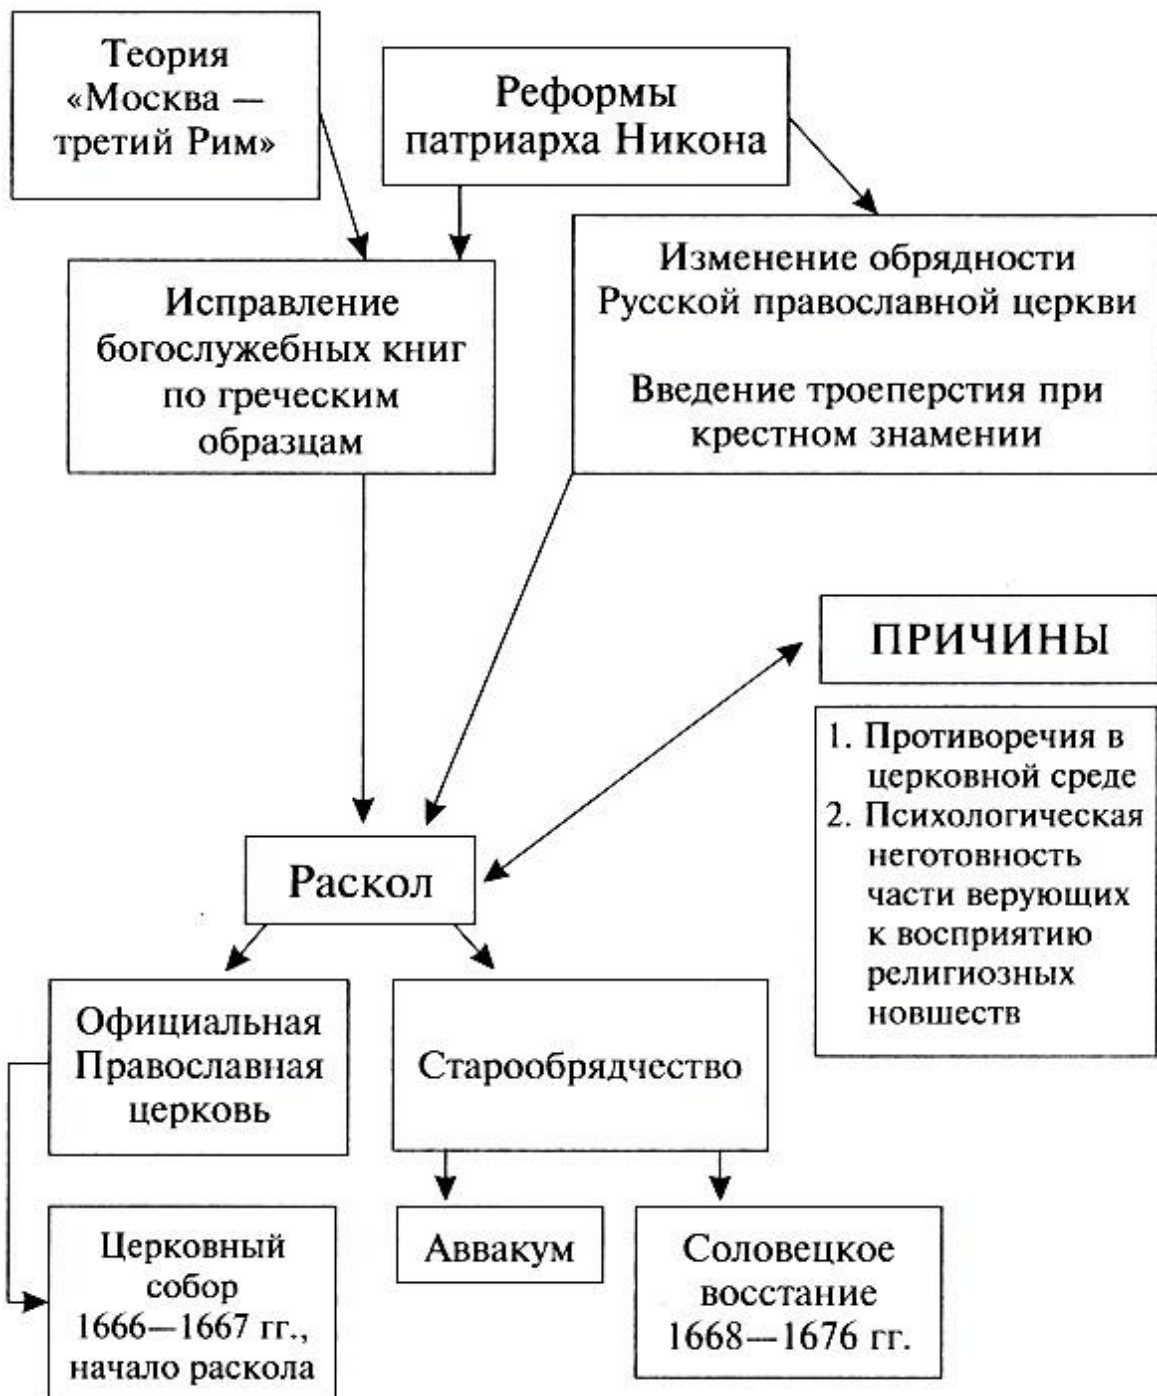 Теория
«Москва —
третий Рим»
Реформы
патриарха Никона
Исправление
богослужебных книг
по греческим
образцам
Изменение обрядности
Русской православной церкви
Введение троеперстия при
крестном знамении
ПРИЧИНЫ
1. Противоречия в
церковной среде
2. Психологическая
неготовность
части верующих
к восприятию
религиозных
новшеств
Раскол
Официальная
Православная
церковь
Старообрядчество
Церковный
собор
1666—1667 гг.,
начало раскола
Аввакум
Соловецкое
восстание
1668—1676 гг.